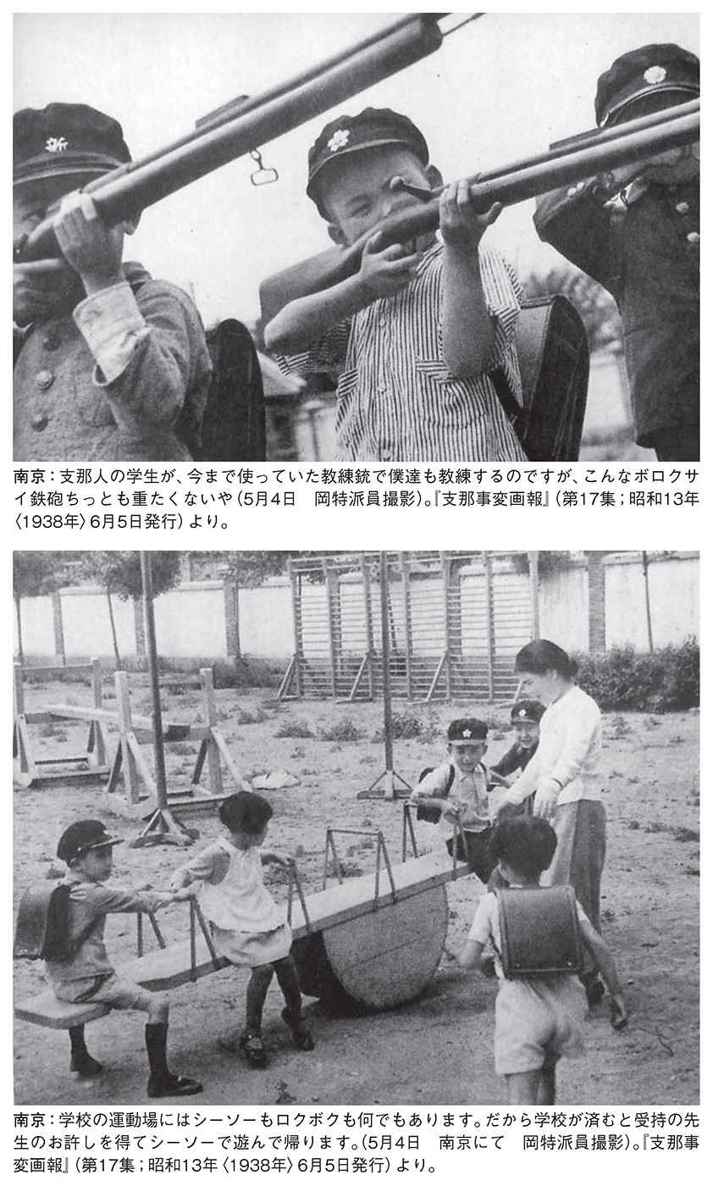 新
南京：支那人の学生が、今まで使っていた教練銃で僕達も教練するのですが、こんなボロクサ
イ鉄砲ちっとも重たくないや（5月4日　岡特派員撮影）。『支那事変画報』（第17集；昭和13年
〈1938年〉6月5日発行）より。
南京：学校の運動場にはシーソーもロクボクも何でもあります。だから学校が済むと受持の先
生のお許しを得てシーソーで遊んで帰ります。（5月4日　南京にて　岡特派員撮影）。『支那事
変画報』（第17集；昭和13年〈1938年〉6月5日発行）より。